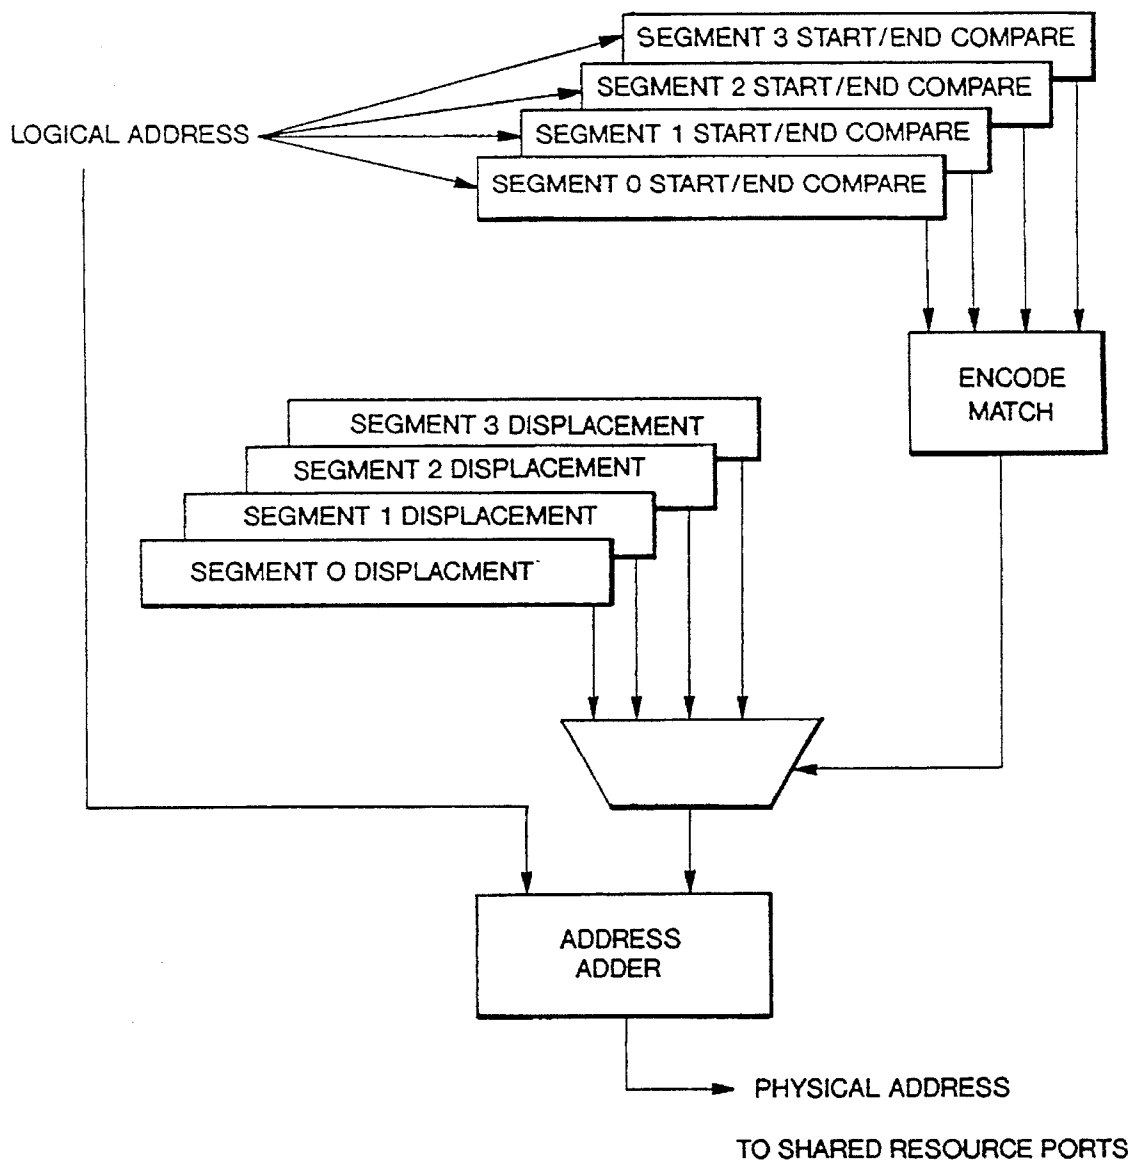 SEGMENT 3 START/END COMPARE
SEGMENT 2 START/END COMPARE
LOGICAL ADDRESS
SEGMENT 1 START/END COMPARE
SEGMENT 0 START/END COMPARE
ENCODE
MATCH
SEGMENT 3 DISPLACEMENT
SEGMENT 2 DISPLACEMENT
SEGMENT 1 DISPLACEMENT
SEGMENT O DISPLACMENT
ADDRESS
ADDER
PHYSICAL ADDRESS
TO SHARED RESOURCE PORTS